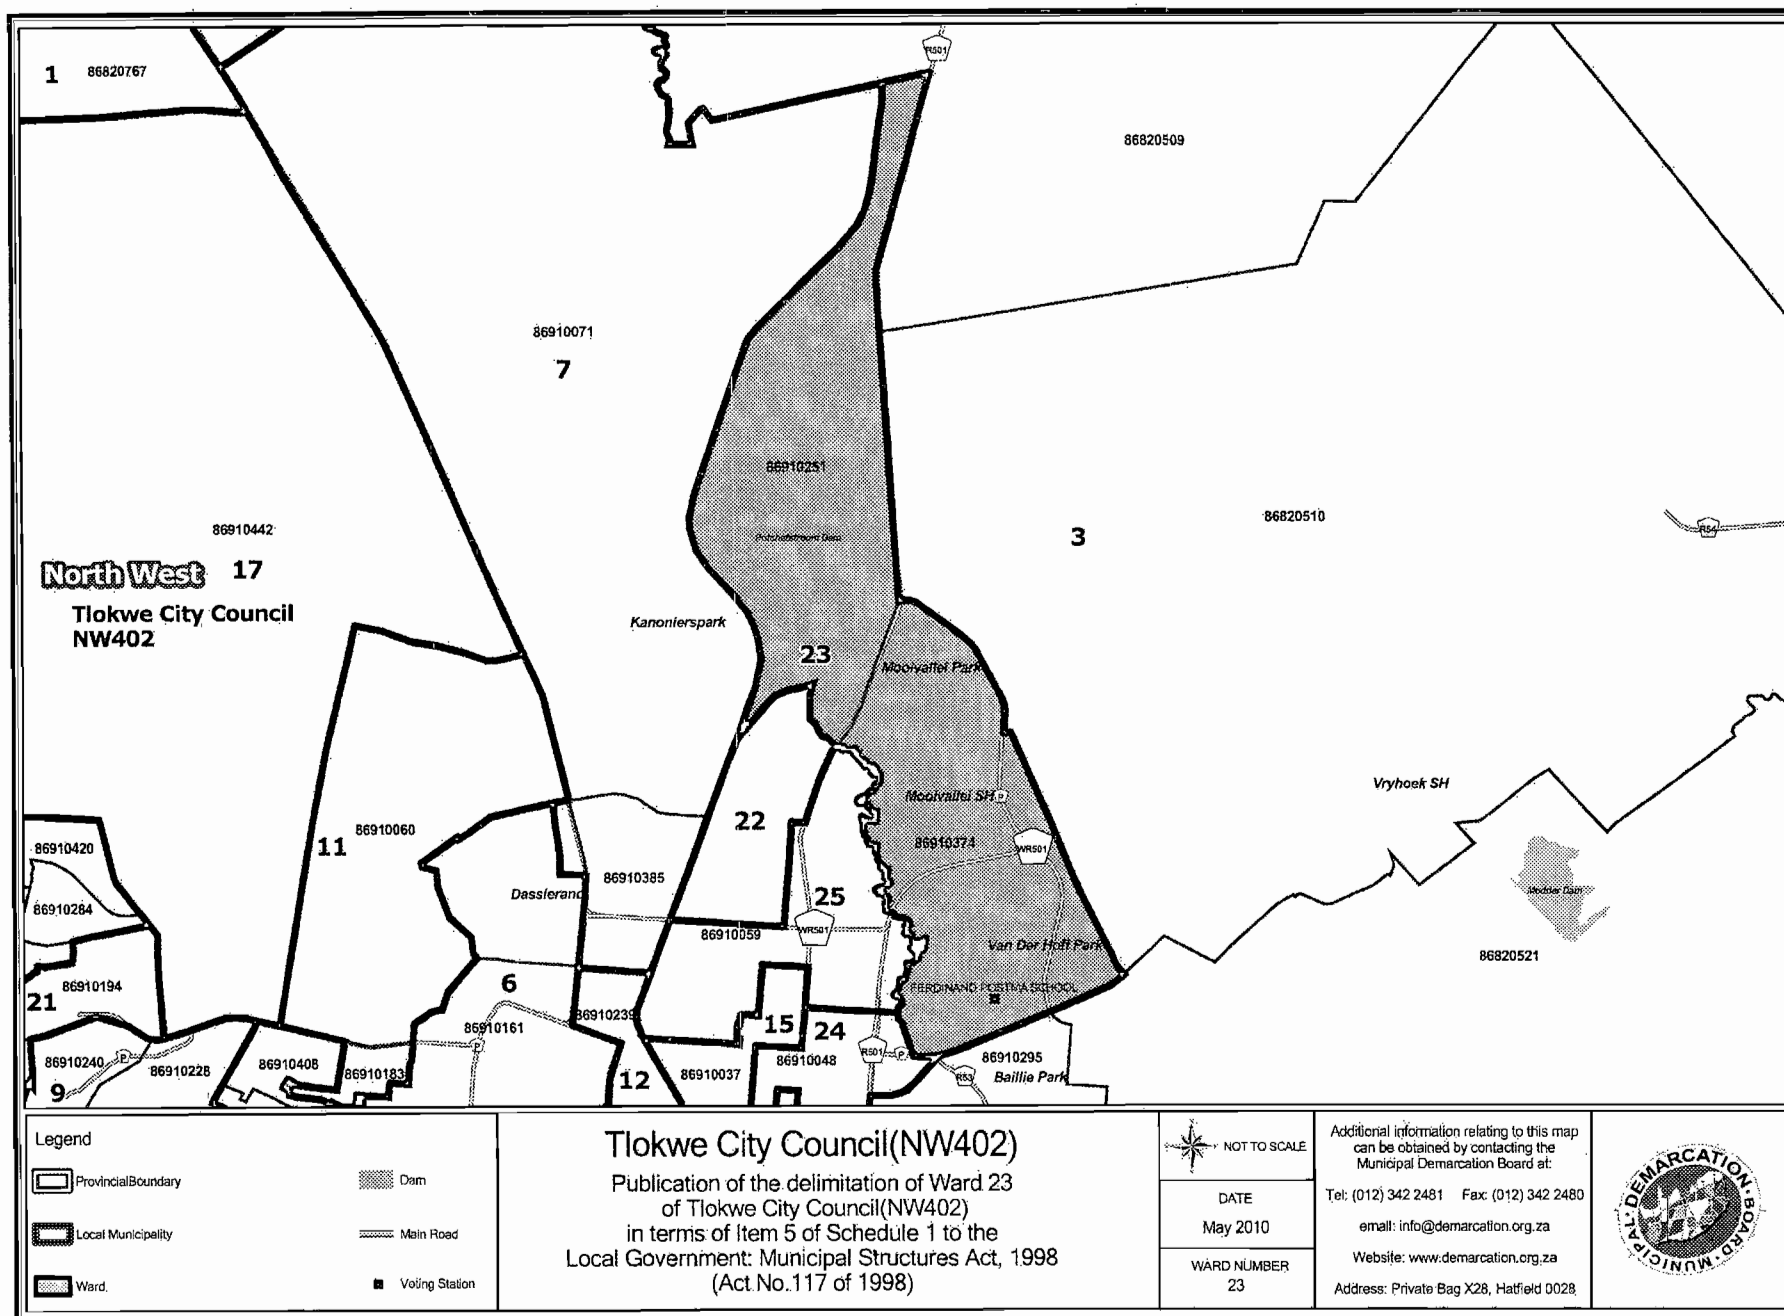 R501
1 86820767
86820509
86910071
7
86910251
Potchefstroom Dam
86910442
North West 17
Tlokwe City Council
NW402
3
86820510
R54
Kanonierspark
23
Mooivallei Park
Vryhoek SH
Mooivallei SH
P
22
86910060
11
86910374
WR501
86910420
86910385
Dassierand
25
86910284
WR501
86910059
Van Der Hoff Park
Modder Dam
86820521
86910194
21
6
FERDINAND POSTMA SCHOOL
86910239
86910161
15
24
86910240
P
86910228
86910408
86910183
P
86910048
R501
P
86910295
9
12
86910037
R53
Baillie Park
Legend
ProvincialBoundary
Dam
Local Municipality
Main Road
Ward
Voting Station
Tlokwe City Council(NW402)
Publication of the delimitation of Ward 23
of Tlokwe City Council(NW402)
in terms of Item 5 of Schedule 1 to the
Local Government: Municipal Structures Act, 1998
(Act No.117 of 1998)
NOT TO SCALE
DATE
May 2010
WARD NUMBER
23
Additional information relating to this map
can be obtained by contacting the
Municipal Demarcation Board at:
Tel: (012) 342 2481 Fax: (012) 342 2480
email: info@demarcation.org.za
Website: www.demarcation.org.za
Address: Private Bag X28, Hatfield 0028
MUNICIPAL DEMARCATION BOARD